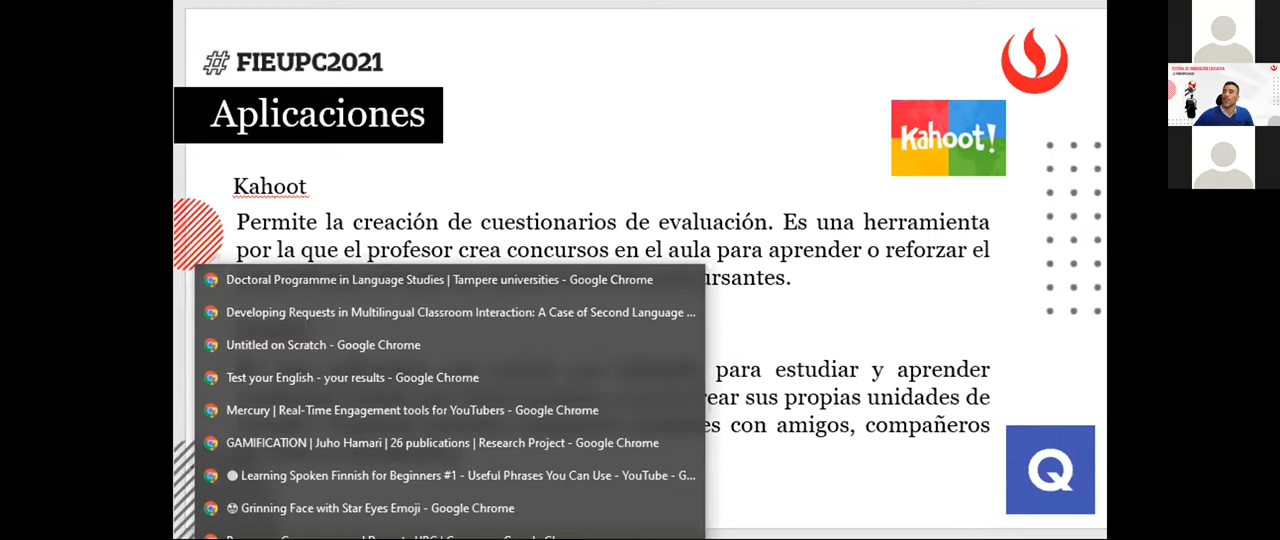 # FIEUPC2021
Aplicaciones
Kahoot!
Kahoot
Permite la creación de cuestionarios de evaluación. Es una herramienta
por la que el profesor crea concursos en el aula para aprender o reforzar el
ursantes.
Doctoral Programme in Language Studies | Tampere universities - Google Chrome
Developing Requests in Multilingual Classroom Interaction: A Case of Second Language ...
Untitled on Scratch - Google Chrome
Test your English - your results - Google Chrome
para estudiar y aprender
Mercury | Real-Time Engagement tools for YouTubers - Google Chrome
rear sus propias unidades de
GAMIFICATION | Juho Hamari | 26 publications | Research Project - Google Chrome
es con amigos, compañeros
Learning Spoken Finnish for Beginners #1 - Useful Phrases You Can Use - YouTube - G...
Grinning Face with Star Eyes Emoji - Google Chrome
Q